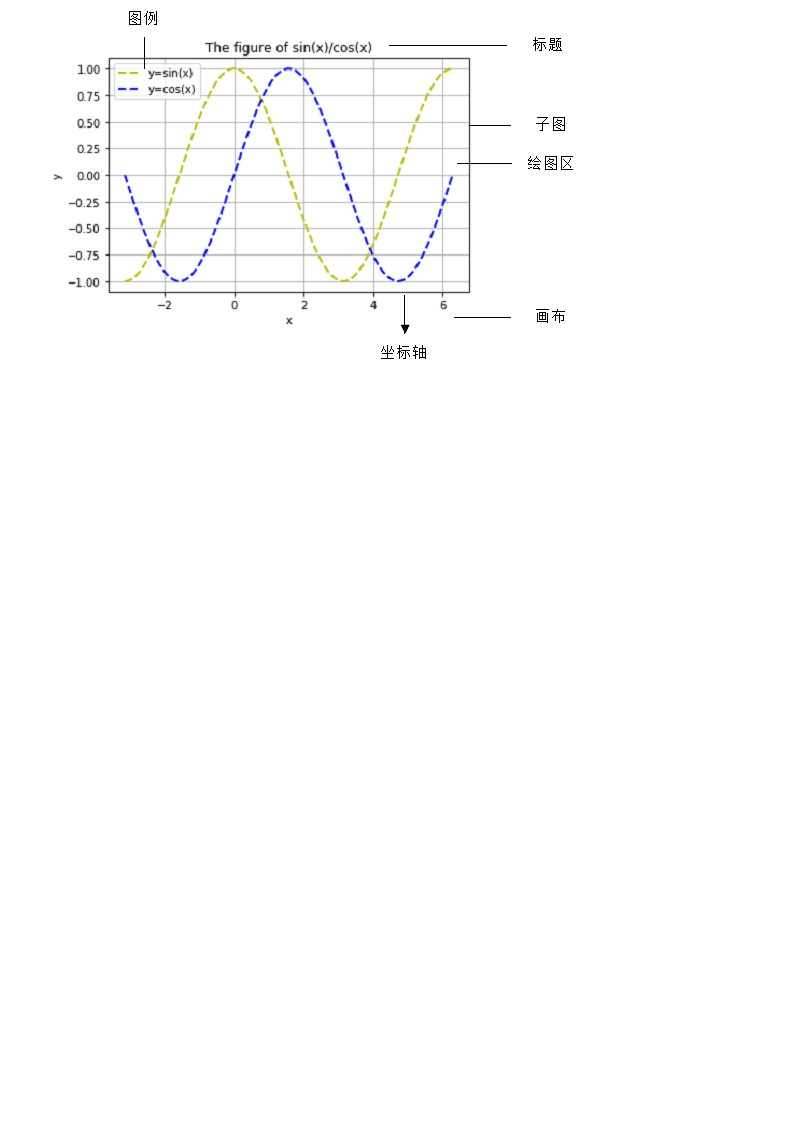 图例
The figure of sin(x)/cos(x)
标题
y=sin(x)
y=cos(x)
1.00
0.75
0.50
0.25
0.00
−0.25
−0.50
−0.75
−1.00
y
子图
绘图区
−2
0
2
4
6
x
画布
坐标轴